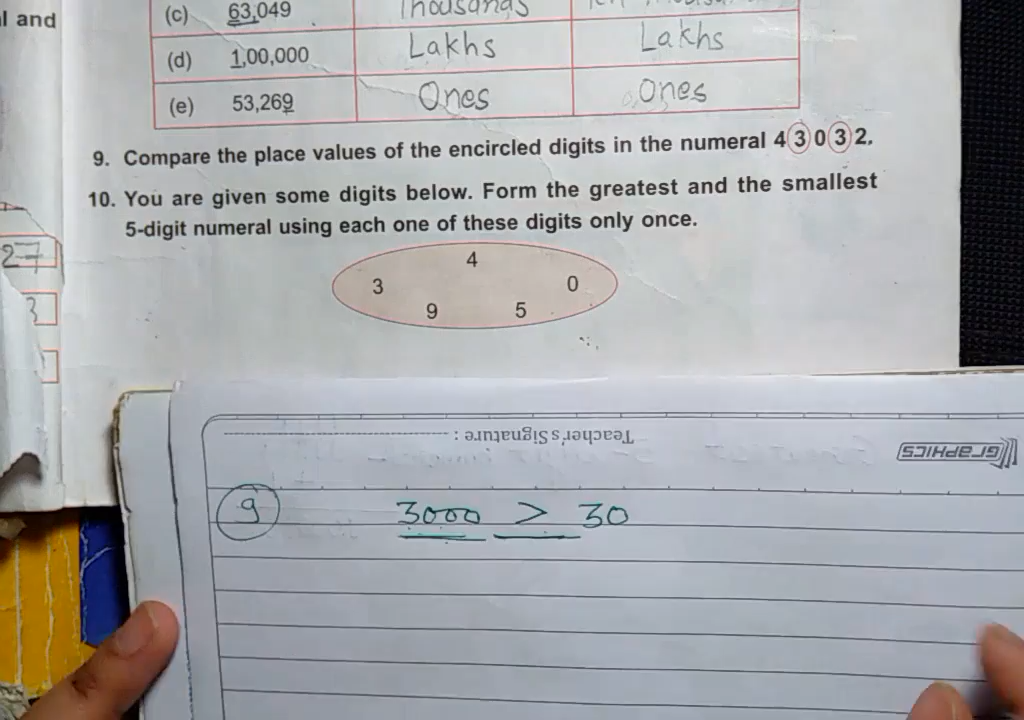 l and
(c) 63,049 Thousands
(d) 1,00,000 Lakhs Lakhs
(e) 53,269 Ones Ones
9. Compare the place values of the encircled digits in the numeral 43032.
10. You are given some digits below. Form the greatest and the smallest
5-digit numeral using each one of these digits only once.
27
4
3 0
9 5
3
Teacher's Signature :
GRAPHICS
9 3000 > 30